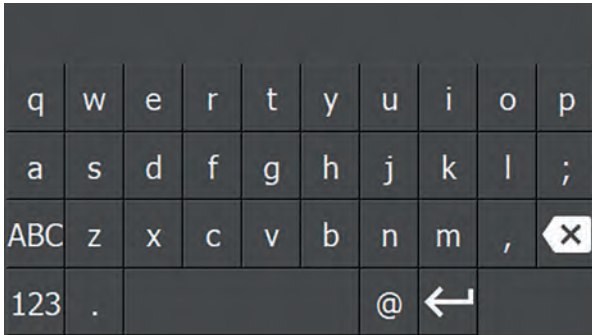 q w e r t y u i o p
a s d f g h j k l ;
ABC z x c v b n m ,
123 . @